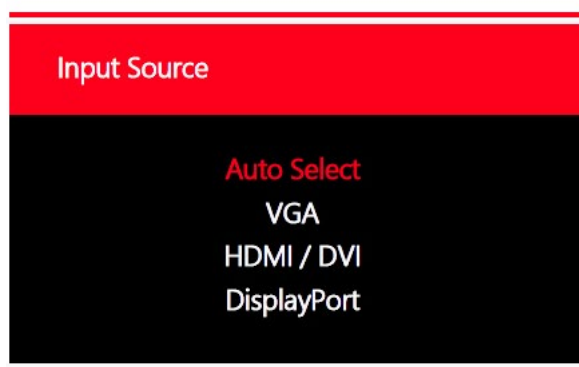 Input Source
Auto Select
VGA
HDMI / DVI
DisplayPort